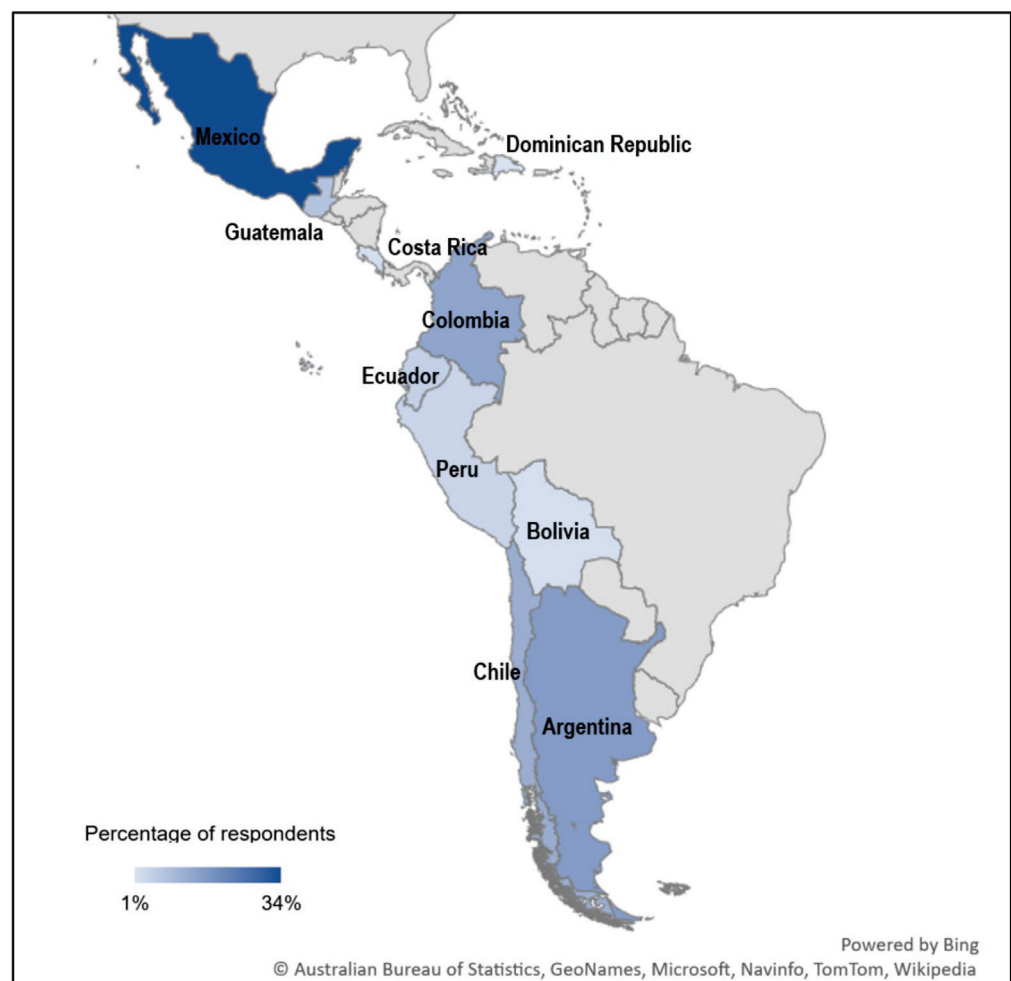 Mexico
Dominican Republic
Guatemala
Costa Rica
Colombia
Ecuador
Peru
Bolivia
Chile
Argentina
Percentage of respondents
1% 34%
Powered by Bing
© Australian Bureau of Statistics, GeoNames, Microsoft, Navinfo, TomTom, Wikipedia